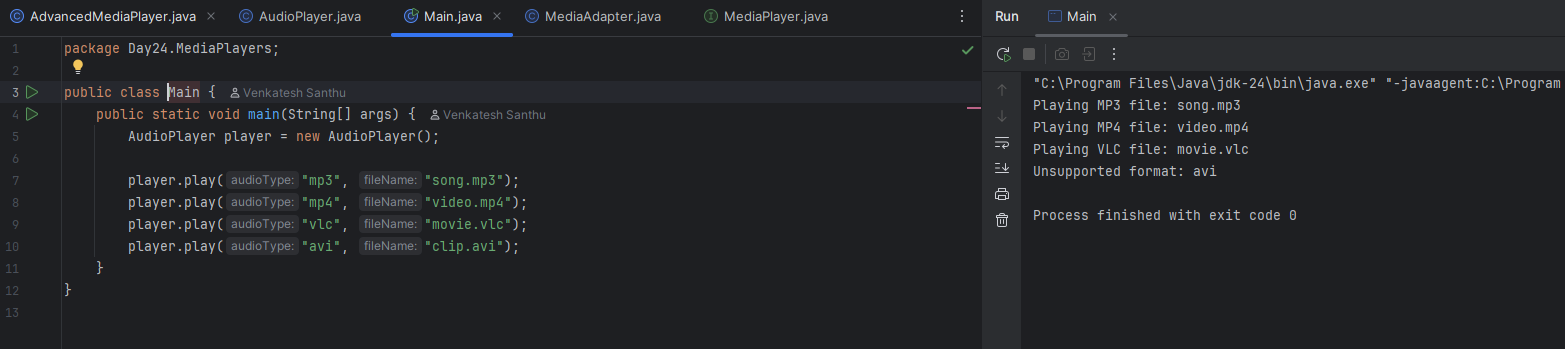 AdvancedMediaPlayer.java AudioPlayer.java Main.java MediaAdapter.java MediaPlayer.java
1 package Day24.MediaPlayers;
2
3 public class Main { Venkatesh Santhu
4 public static void main(String[] args) { Venkatesh Santhu
5 AudioPlayer player = new AudioPlayer();
6
7 player.play( audioType: "mp3", fileName: "song.mp3");
8 player.play( audioType: "mp4", fileName: "video.mp4");
9 player.play( audioType: "vlc", fileName: "movie.vlc");
10 player.play( audioType: "avi", fileName: "clip.avi");
11 }
12 }
13
Run Main
"C:\Program Files\Java\jdk-24\bin\java.exe" "-javaagent:C:\Program
Playing MP3 file: song.mp3
Playing MP4 file: video.mp4
Playing VLC file: movie.vlc
Unsupported format: avi
Process finished with exit code 0